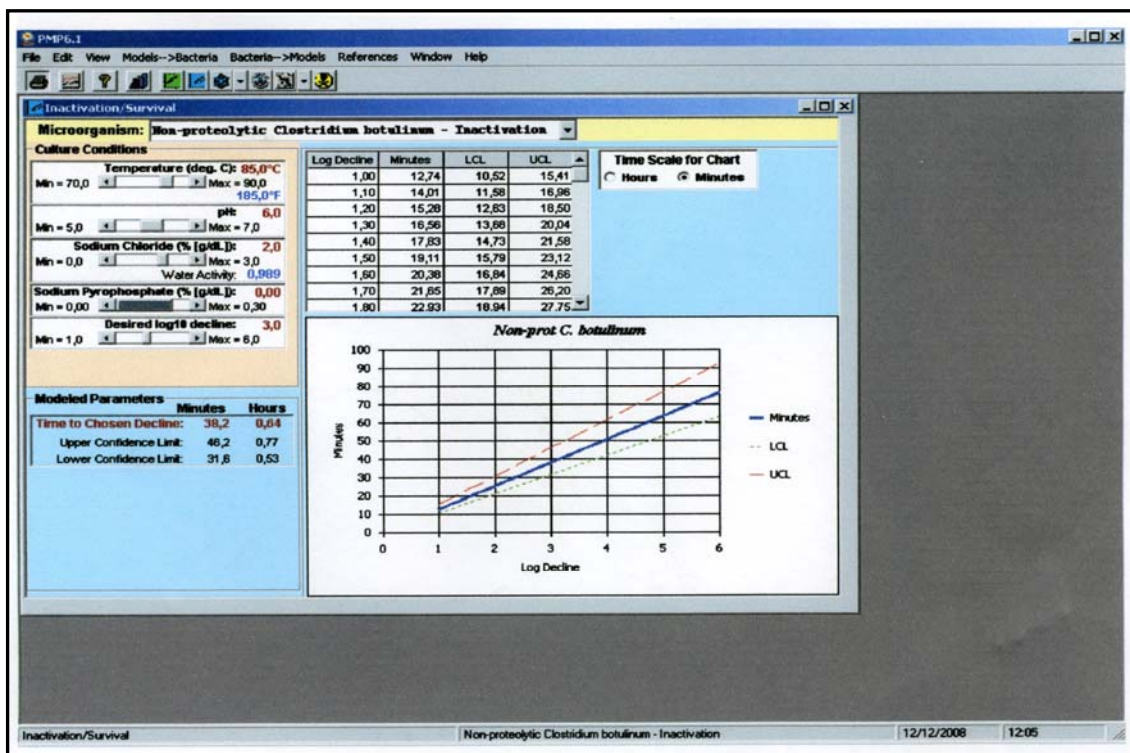 PMP6.1
File Edit View Models-->Bacteria Bacteria-->Models References Window Help
Inactivation/Survival
Microorganism: Non-proteolytic Clostridium botulinum - Inactivation
Culture Conditions
Temperature (deg. C): 85,0°C
Min = 70,0 Max = 90,0
185,0°F
pH: 6,0
Min = 5,0 Max = 7,0
Sodium Chloride (% [g/dL]): 2,0
Min = 0,0 Max = 3,0
Water Activity: 0,989
Sodium Pyrophosphate (% [g/dL]): 0,00
Min = 0,00 Max = 0,30
Desired log10 decline: 3,0
Min = 1,0 Max = 6,0
Modeled Parameters
Minutes Hours
Time to Chosen Decline: 38,2 0,64
Upper Confidence Limit: 46,2 0,77
Lower Confidence Limit: 31,6 0,53
Log Decline Minutes LCL UCL
1,00 12,74 10,52 15,41
1,10 14,01 11,58 16,96
1,20 15,28 12,63 18,50
1,30 16,56 13,68 20,04
1,40 17,83 14,73 21,58
1,50 19,11 15,79 23,12
1,60 20,38 16,84 24,66
1,70 21,65 17,89 26,20
1,80 22,93 18,94 27,75
Time Scale for Chart
Hours Minutes
Non-prot C. botulinum
100
90
80
70
60
50
40
30
20
10
0
Minutes
0 1 2 3 4 5 6
Log Decline
Minutes
LCL
UCL
Inactivation/Survival Non-proteolytic Clostridium botulinum - Inactivation 12/12/2008 12:05